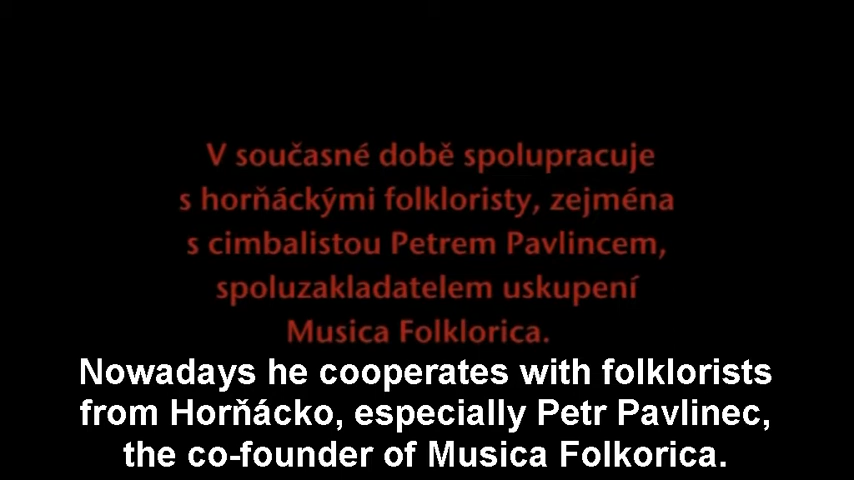 V současné době spolupracuje
s horňáckými folkloristy, zejména
s cimbalistou Petrem Pavlincem,
spoluzakladatelem uskupení
Musica Folklorica.
Nowadays he cooperates with folklorists
from Horňácko, especially Petr Pavlinec,
the co-founder of Musica Folkorica.